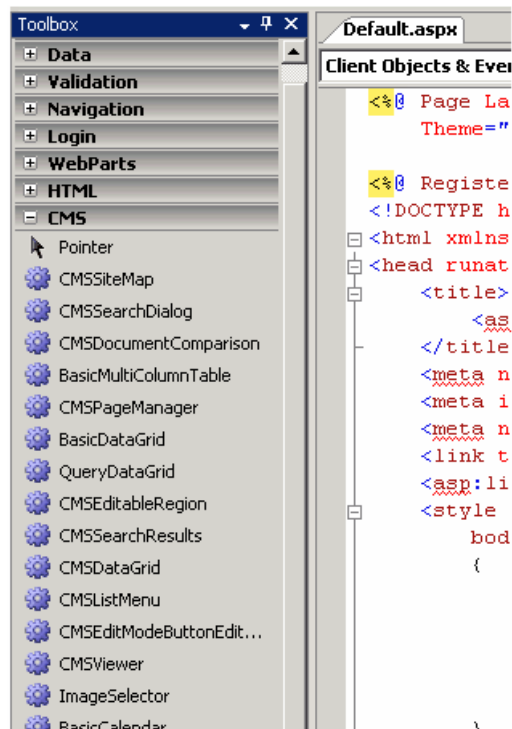 Toolbox
Data
Validation
Navigation
Login
WebParts
HTML
CMS
Pointer
CMSSiteMap
CMSSearchDialog
CMSDocumentComparison
BasicMultiColumnTable
CMSPageManager
BasicDataGrid
QueryDataGrid
CMSEditableRegion
CMSSearchResults
CMSDataGrid
CMSListMenu
CMSEditModeButtonEdit...
CMSViewer
ImageSelector
BasicCalendar
Default.aspx
Client Objects & Ever
<%@ Page La
Theme="
<%@ Registe
<!DOCTYPE h
<html xmlns
<head runat
<title>
<as
</title
<meta n
<meta i
<meta n
<link t
<asp:li
<style
bod
{
}